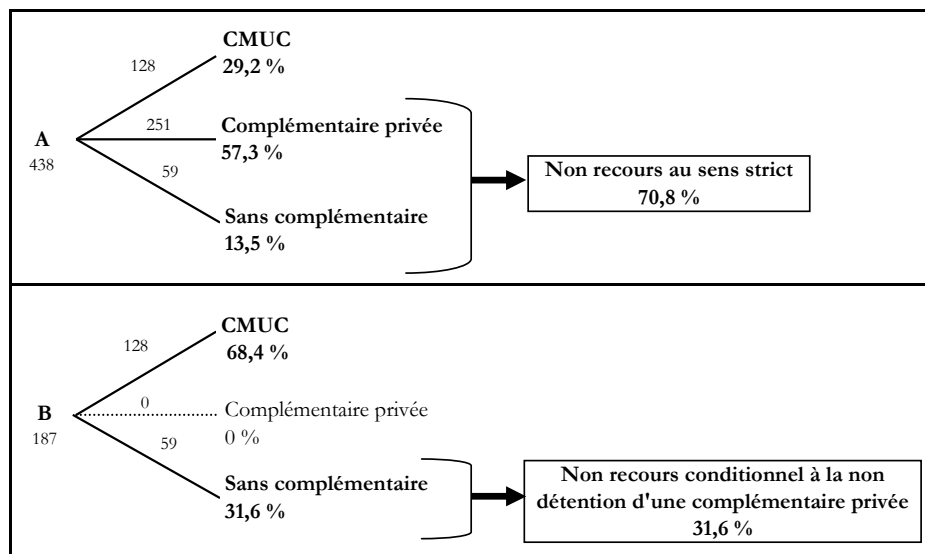 CMUC
29,2 %
128
251
Complémentaire privée
57,3 %
A
438
59
Sans complémentaire
13,5 %
Non recours au sens strict
70,8 %
CMUC
68,4 %
128
0
Complémentaire privée
0 %
B
187
59
Sans complémentaire
31,6 %
Non recours conditionnel à la non
détention d'une complémentaire privée
31,6 %